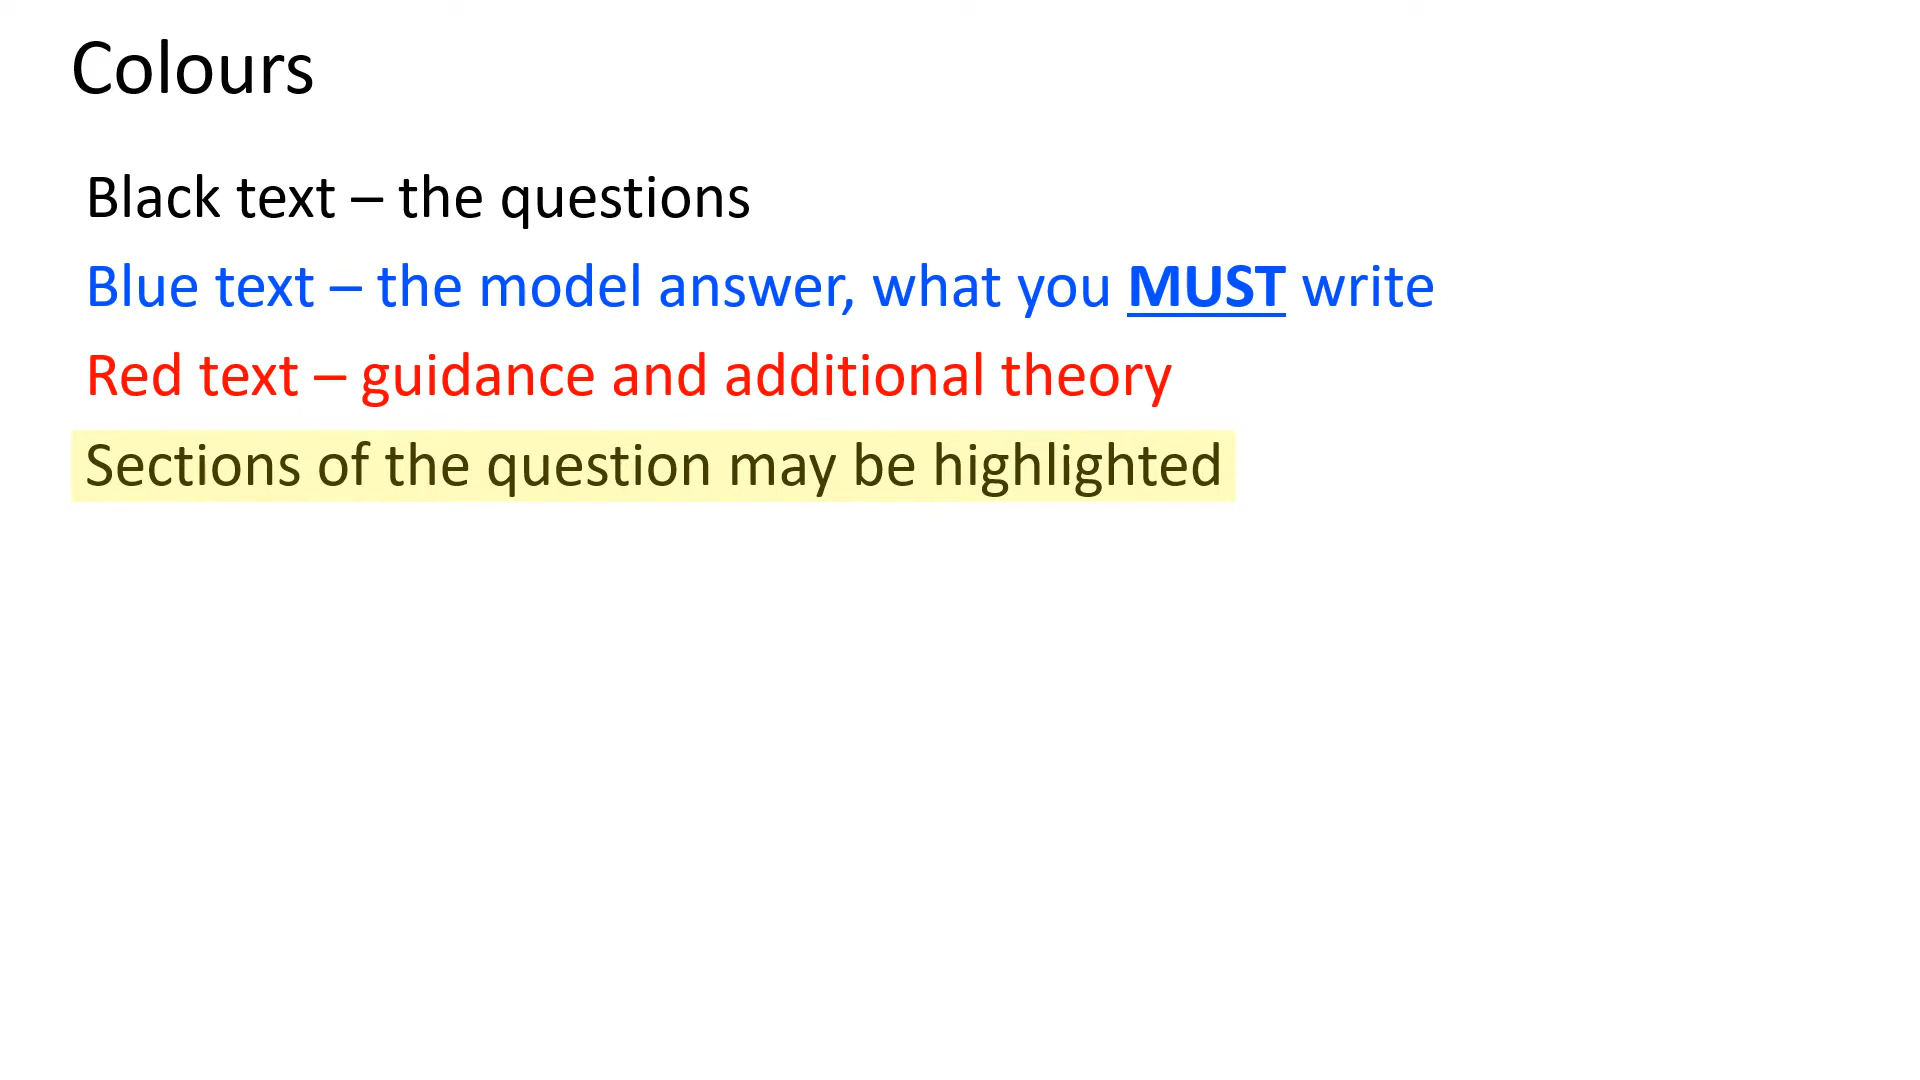 Colours
Black text – the questions
Blue text – the model answer, what you MUST write
Red text – guidance and additional theory
Sections of the question may be highlighted